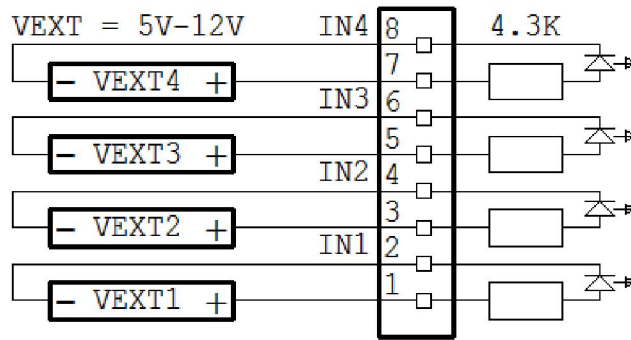 VEXT = 5V-12V IN4 8 4.3K
- VEXT4 + 7
IN3 6
- VEXT3 + 5
IN2 4
- VEXT2 + 3
IN1 2
- VEXT1 + 1